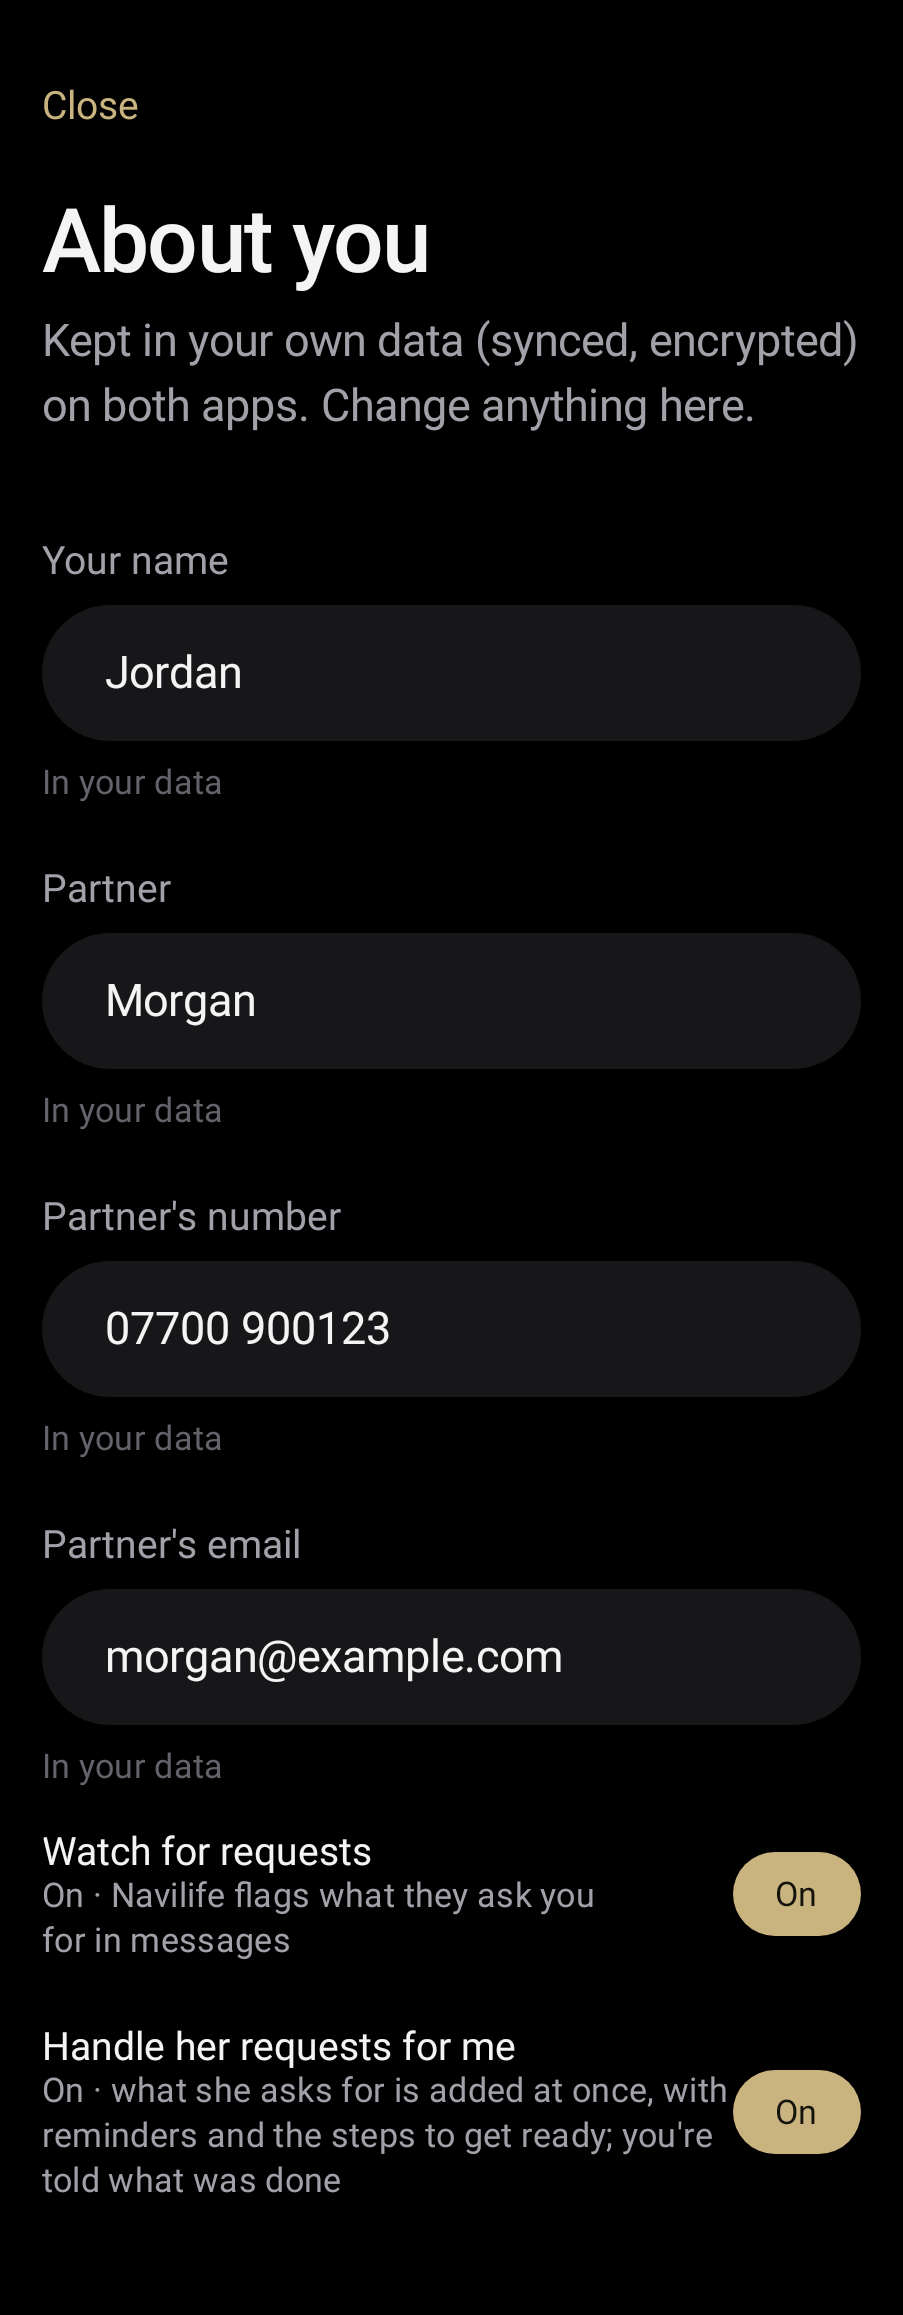 Close
About you
Kept in your own data (synced, encrypted)
on both apps. Change anything here.
Your name
Jordan
In your data
Partner
Morgan
In your data
Partner's number
07700 900123
In your data
Partner's email
morgan@example.com
In your data
Watch for requests
On · Navilife flags what they ask you
for in messages
On
Handle her requests for me
On · what she asks for is added at once, with
reminders and the steps to get ready; you're
told what was done
On